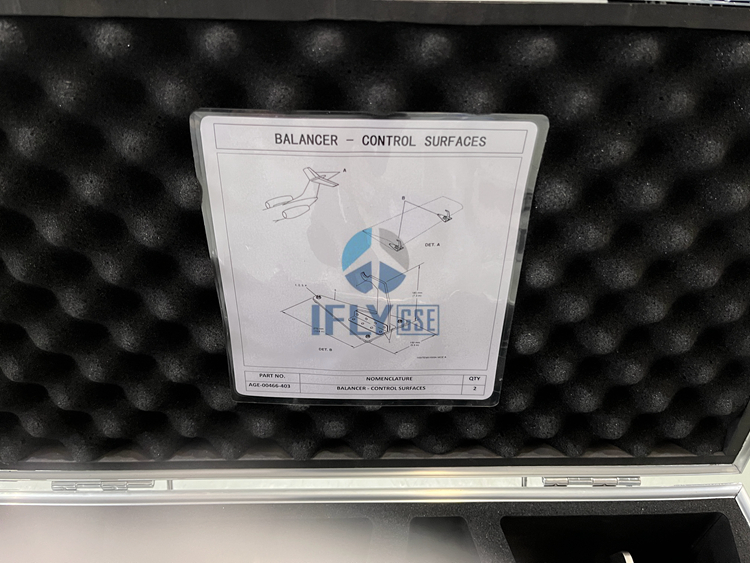 BALANCER - CONTROL SURFACES
A
B
DET. A
IFLY GSE
DET. B
PART NO. NOMENCLATURE QTY
AGE-00466-403 BALANCER - CONTROL SURFACES 2